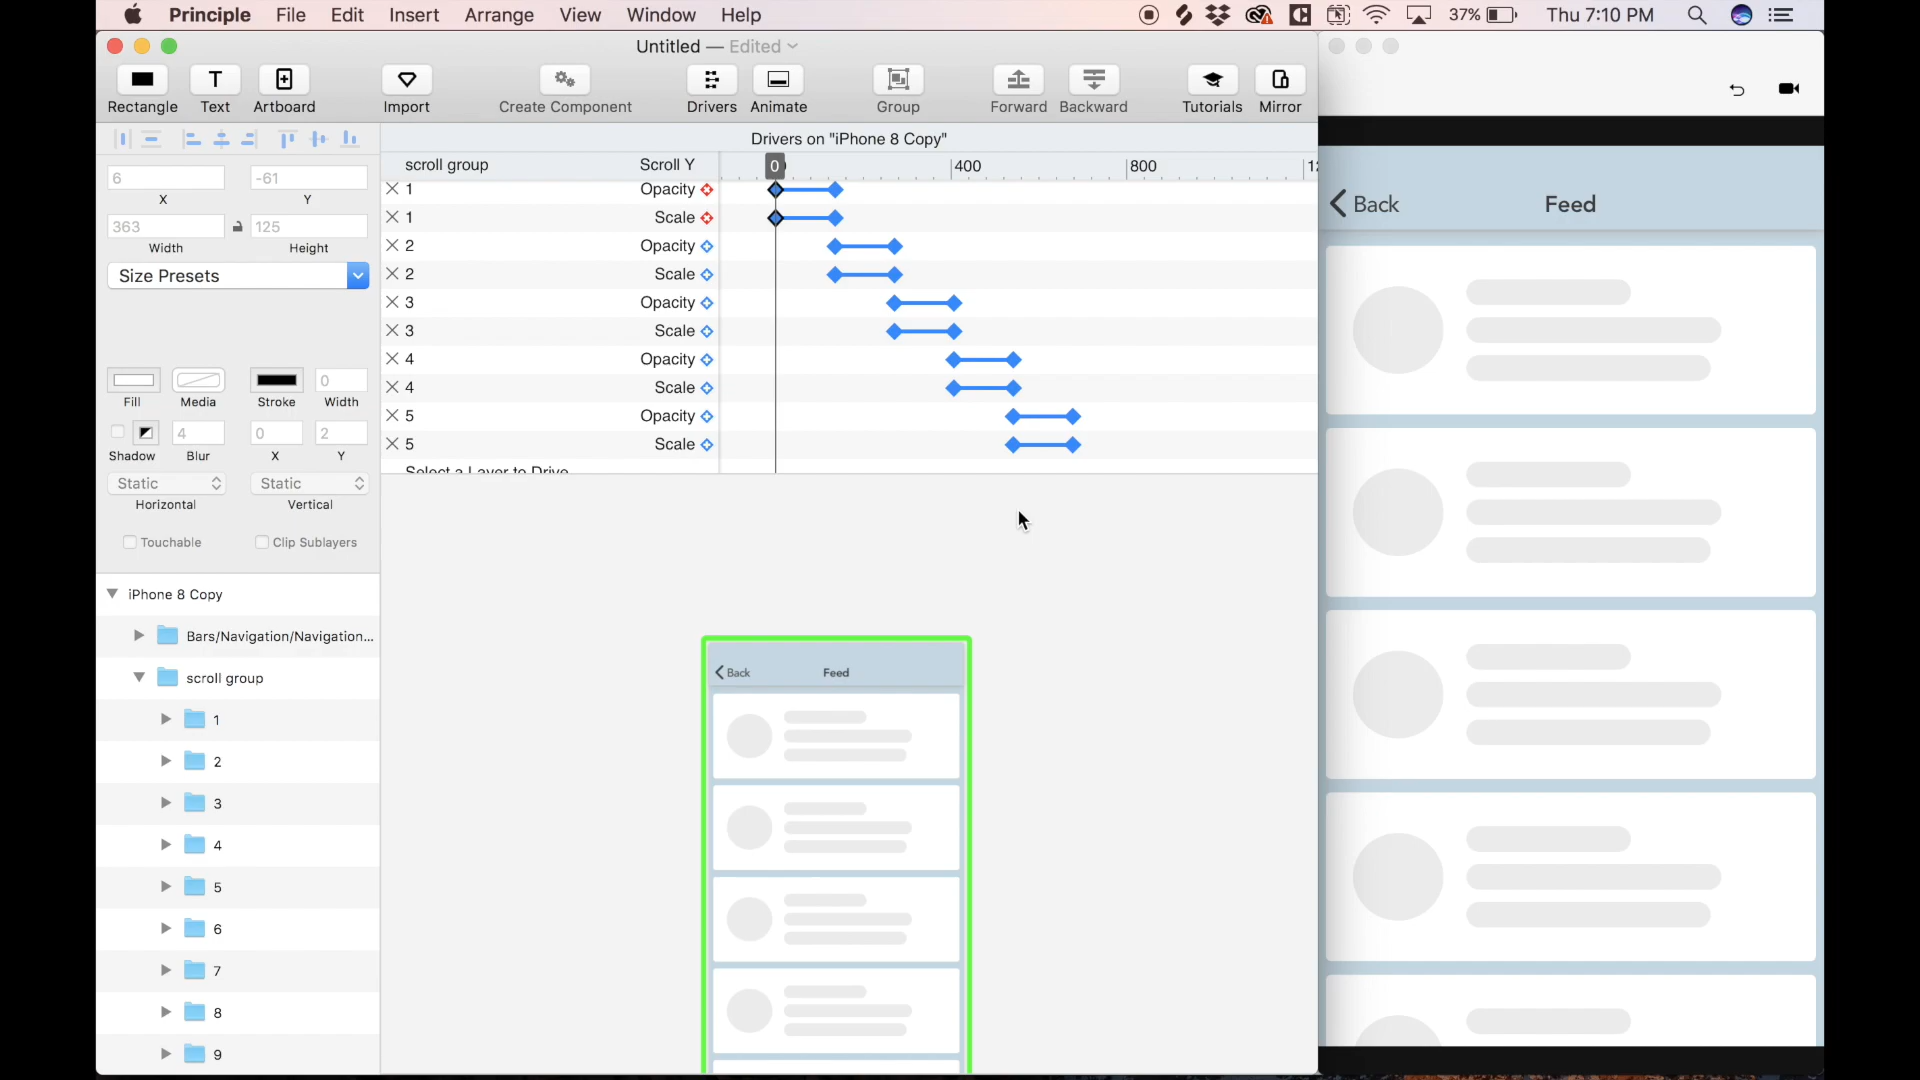 Principle File Edit Insert Arrange View Window Help 37% Thu 7:10 PM
Untitled — Edited
Rectangle Text Artboard Import Create Component Drivers Animate Group Forward Backward Tutorials Mirror
Drivers on "iPhone 8 Copy"
scroll group Scroll Y 0 400 800
1 Opacity
1 Scale
2 Opacity
2 Scale
3 Opacity
3 Scale
4 Opacity
4 Scale
5 Opacity
5 Scale
Select a Layer to Drive
6 -61
X Y
363 125
Width Height
Size Presets
0
Fill Media Stroke Width
4 0 2
Shadow Blur X Y
Static Static
Horizontal Vertical
Touchable Clip Sublayers
iPhone 8 Copy
Bars/Navigation/Navigation...
scroll group
1
2
3
4
5
6
7
8
9
Back Feed
Back Feed